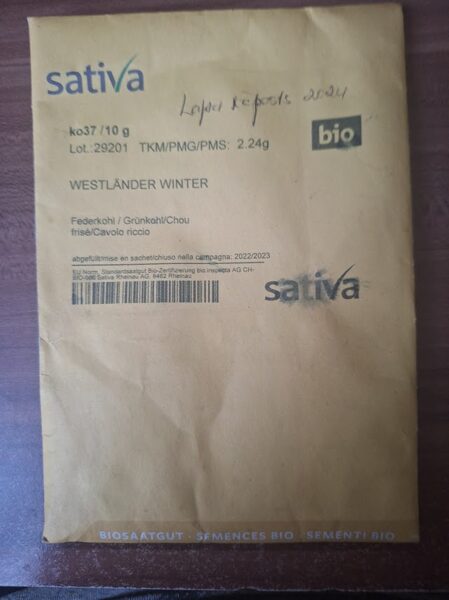 sativa
Lapu kāposts 2024
ko37 / 10 g
bio
Lot.:29201 TKM/PMG/PMS: 2.24g
WESTLÄNDER WINTER
Federkohl / Grünkohl/Chou
frisé/Cavolo riccio
abgefüllt/mise en sachet/chiuso nella campagna: 2022/2023
EU Norm, Standardsaatgut Bio-Zertifizierung bio.inspecta AG CH-
BIO-006 Sativa Rheinau AG, 8462 Rheinau
sativa
BIOSAATGUT · SEMENCES BIO · SEMENTI BIO